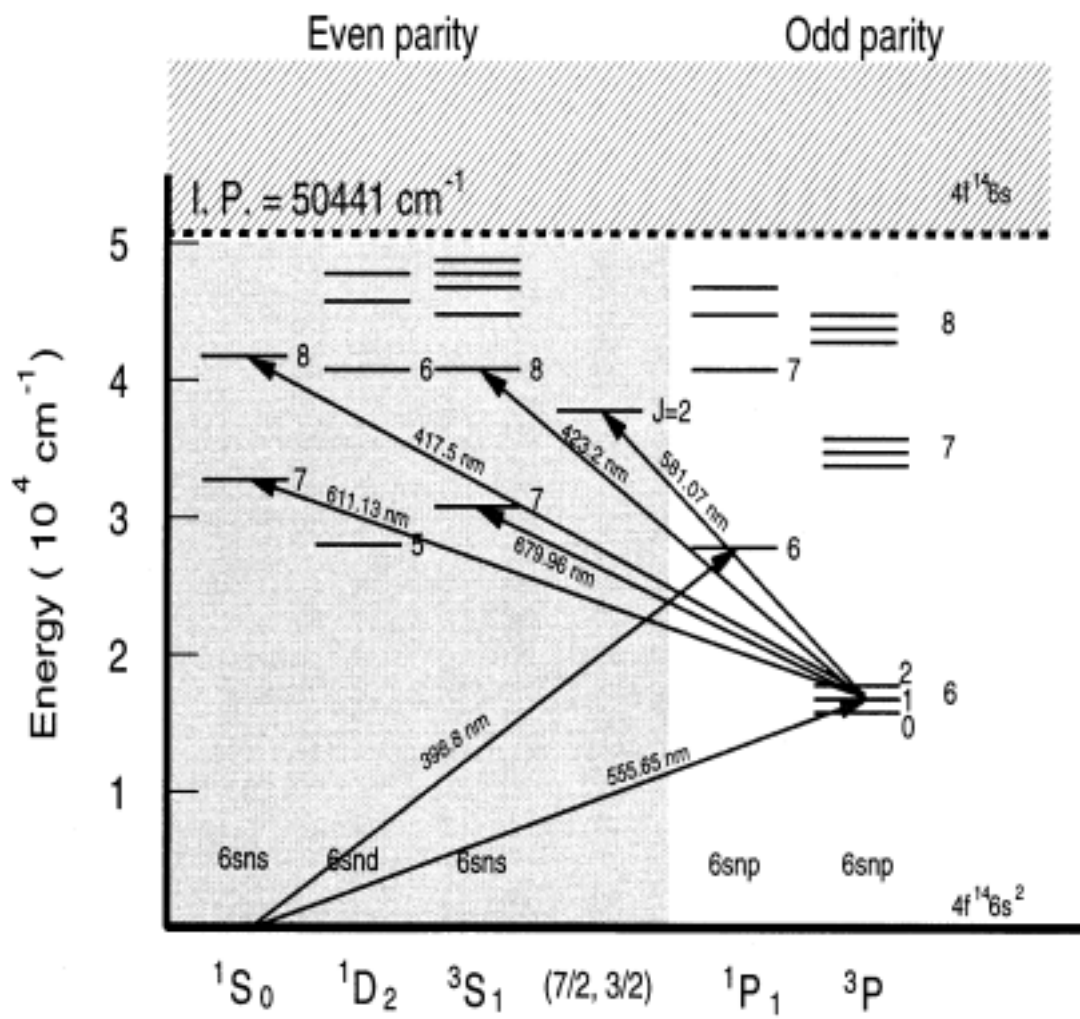 Even parity Odd parity
I. P. = 50441 cm⁻¹
4f¹⁴6s
Energy ( 10⁴ cm⁻¹)
5
4
3
2
1
8
7
6
5
8
7
J=2
7
6
8
7
2
1
0
6
417.5 nm
611.13 nm
423.2 nm
679.96 nm
581.07 nm
398.8 nm
555.65 nm
6sns 6snd 6sns 6snp 6snp
4f¹⁴6s²
¹S₀ ¹D₂ ³S₁ (7/2, 3/2) ¹P₁ ³P